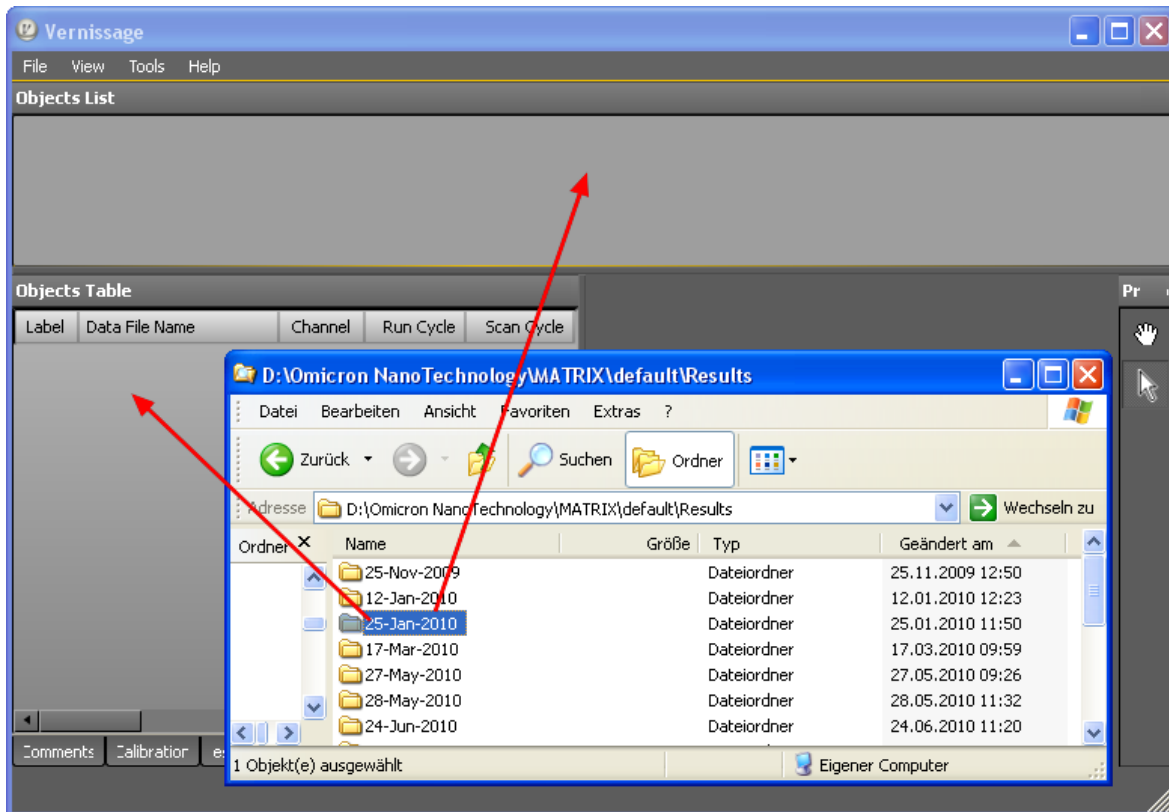 Vernissage
File View Tools Help
Objects List
Objects Table
Pr
Label Data File Name Channel Run Cycle Scan Cycle
D:\Omicron NanoTechnology\MATRIX\default\Results
Datei Bearbeiten Ansicht Favoriten Extras ?
Zurück Suchen Ordner
Adresse D:\Omicron NanoTechnology\MATRIX\default\Results Wechseln zu
Ordner X Name Größe Typ Geändert am
25-Nov-2009 Dateiordner 25.11.2009 12:50
12-Jan-2010 Dateiordner 12.01.2010 12:23
25-Jan-2010 Dateiordner 25.01.2010 11:50
17-Mar-2010 Dateiordner 17.03.2010 09:59
27-May-2010 Dateiordner 27.05.2010 09:26
28-May-2010 Dateiordner 28.05.2010 11:32
24-Jun-2010 Dateiordner 24.06.2010 11:20
Comments Calibration
1 Objekt(e) ausgewählt Eigener Computer